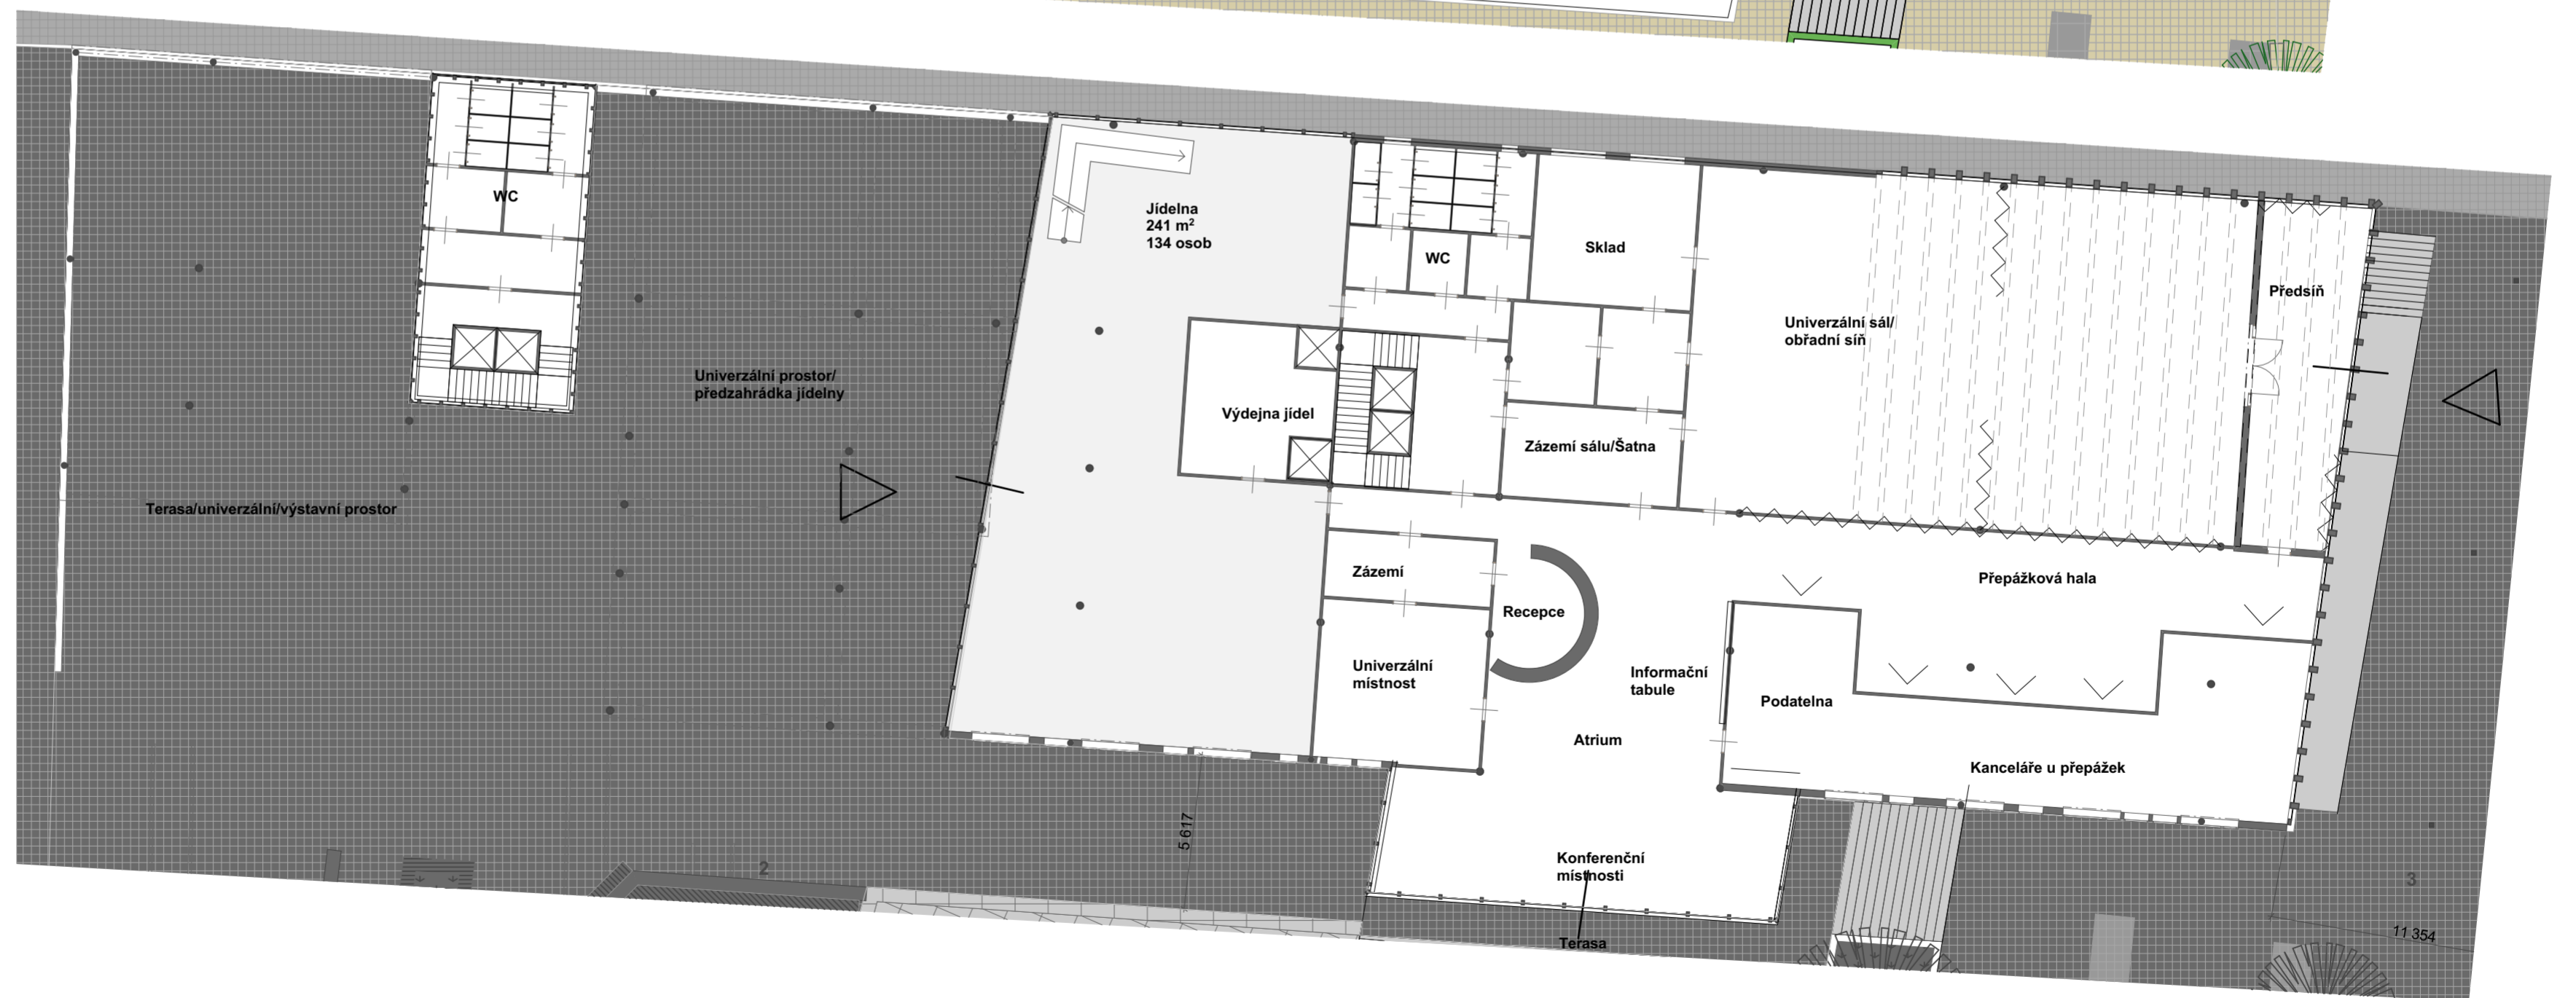 WC
Jídelna
241 m²
134 osob
WC
Sklad
Předsíň
Univerzální sál/
obřadní síň
Univerzální prostor/
předzahrádka jídelny
Výdejna jídel
Zázemí sálu/Šatna
Terasa/univerzální/výstavní prostor
Zázemí
Přepážková hala
Recepce
Univerzální
místnost
Informační
tabule
Podatelna
Atrium
Kanceláře u přepážek
5 617
Konferenční
místnosti
2
3
Terasa
11 354